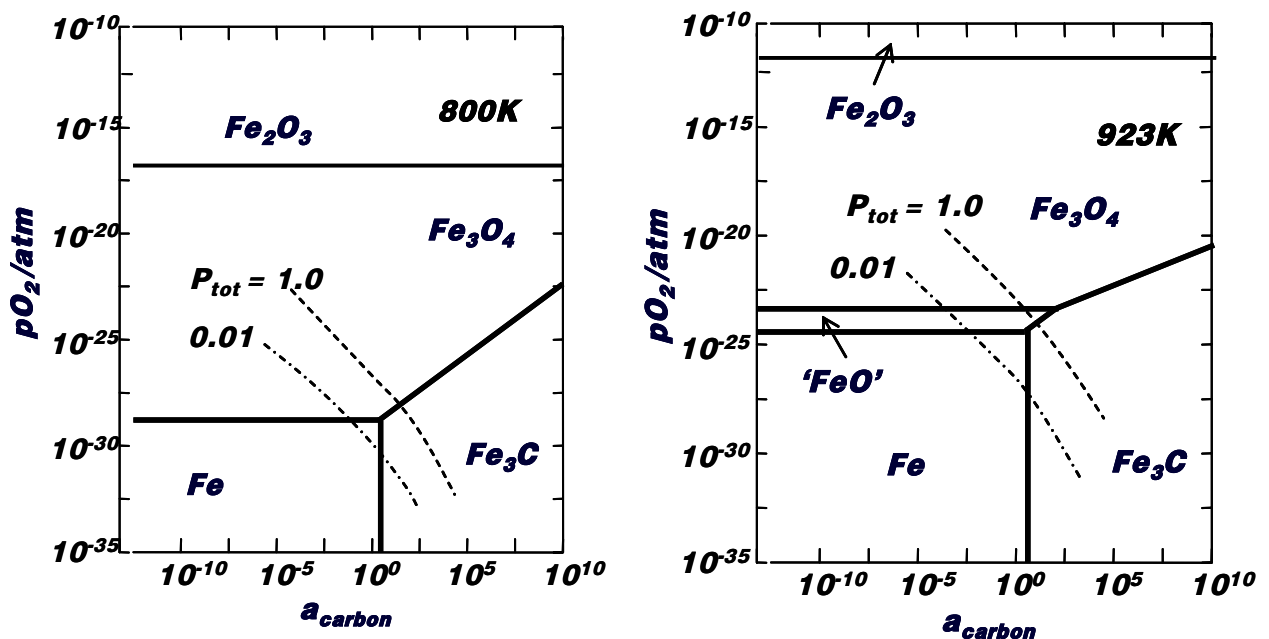 10⁻¹⁰
10⁻¹⁵
10⁻²⁰
10⁻²⁵
10⁻³⁰
10⁻³⁵
pO₂/atm
800K
Fe₂O₃
Fe₃O₄
Pₜₒₜ = 1.0
0.01
Fe₃C
Fe
10⁻¹⁰ 10⁻⁵ 10⁰ 10⁵ 10¹⁰
a_carbon
10⁻¹⁰
10⁻¹⁵
10⁻²⁰
10⁻²⁵
10⁻³⁰
10⁻³⁵
pO₂/atm
Fe₂O₃
923K
Pₜₒₜ = 1.0
Fe₃O₄
0.01
‘FeO’
Fe
Fe₃C
10⁻¹⁰ 10⁻⁵ 10⁰ 10⁵ 10¹⁰
a_carbon